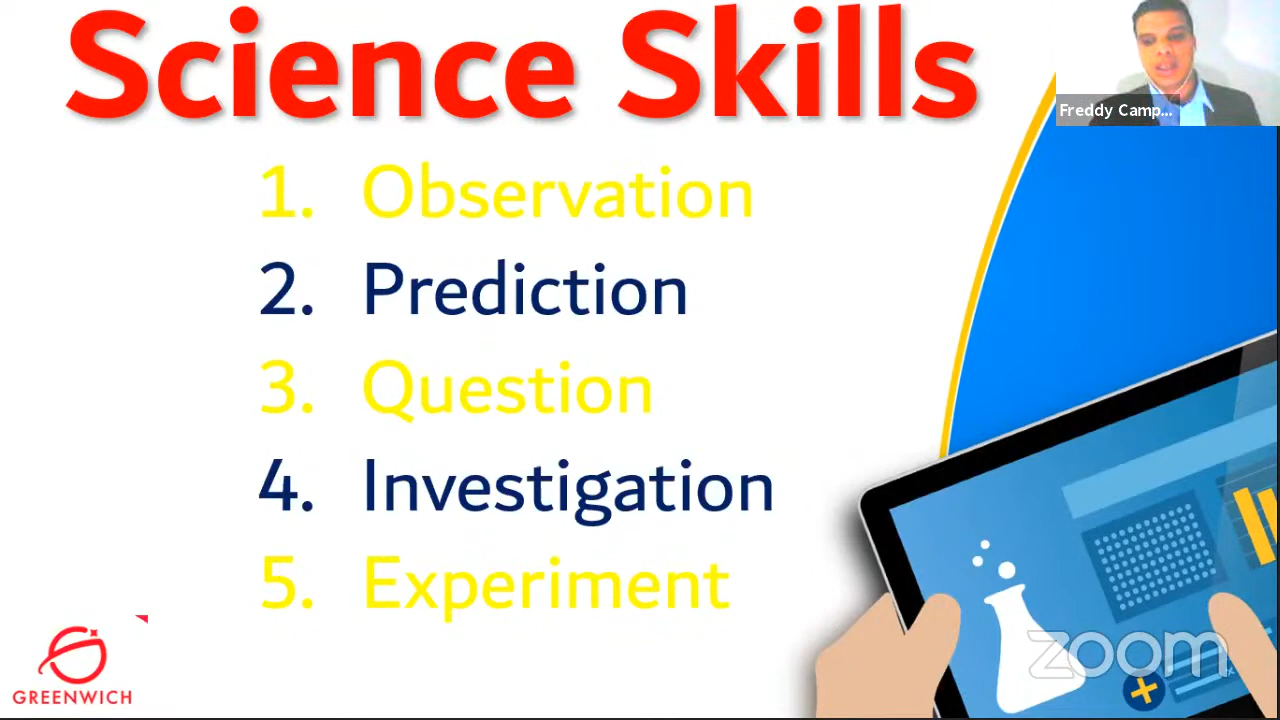 Science Skills
Freddy Camp...
1. Observation
2. Prediction
3. Question
4. Investigation
5. Experiment
GREENWICH
zoom